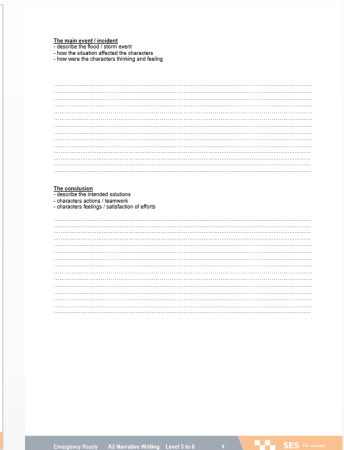 The main event / incident
- describe the flood / storm event
- how the situation affected the characters
- how were the characters thinking and feeling
The conclusion
- describe the intended solutions
- characters actions / teamwork
- characters feelings / satisfaction of efforts
Emergency Ready A2 Narrative Writing Level 5 to 6 4 SES for schools